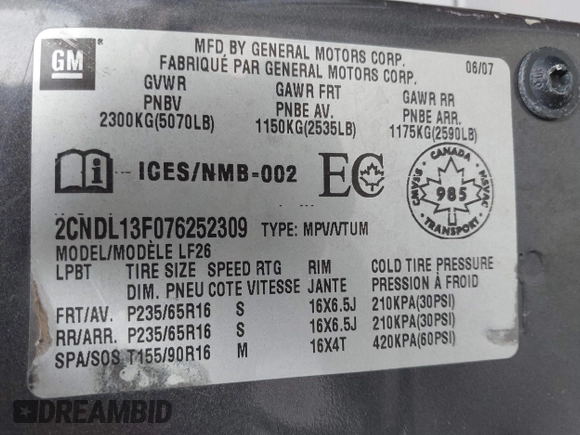 GM
MFD BY GENERAL MOTORS CORP.
FABRIQUÉ PAR GENERAL MOTORS CORP.
06/07
GVWR GAWR FRT GAWR RR
PNBV PNBE AV. PNBE ARR.
2300KG(5070LB) 1150KG(2535LB) 1175KG(2590LB)
i ICES/NMB-002 EC
CANADA
CMVSS 985 NSVAC
TRANSPORT
2CNDL13F076252309 TYPE: MPV/VTUM
MODEL/MODÈLE LF26
LPBT TIRE SIZE SPEED RTG RIM COLD TIRE PRESSURE
DIM. PNEU COTE VITESSE JANTE PRESSION À FROID
FRT/AV. P235/65R16 S 16X6.5J 210KPA(30PSI)
RR/ARR. P235/65R16 S 16X6.5J 210KPA(30PSI)
SPA/SOS T155/90R16 M 16X4T 420KPA(60PSI)
DREAMBID